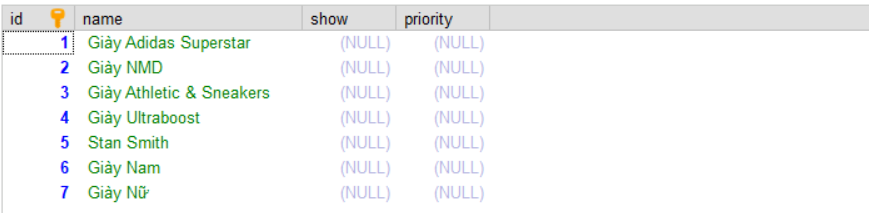 id name show priority
1 Giày Adidas Superstar (NULL) (NULL)
2 Giày NMD (NULL) (NULL)
3 Giày Athletic & Sneakers (NULL) (NULL)
4 Giày Ultraboost (NULL) (NULL)
5 Stan Smith (NULL) (NULL)
6 Giày Nam (NULL) (NULL)
7 Giày Nữ (NULL) (NULL)